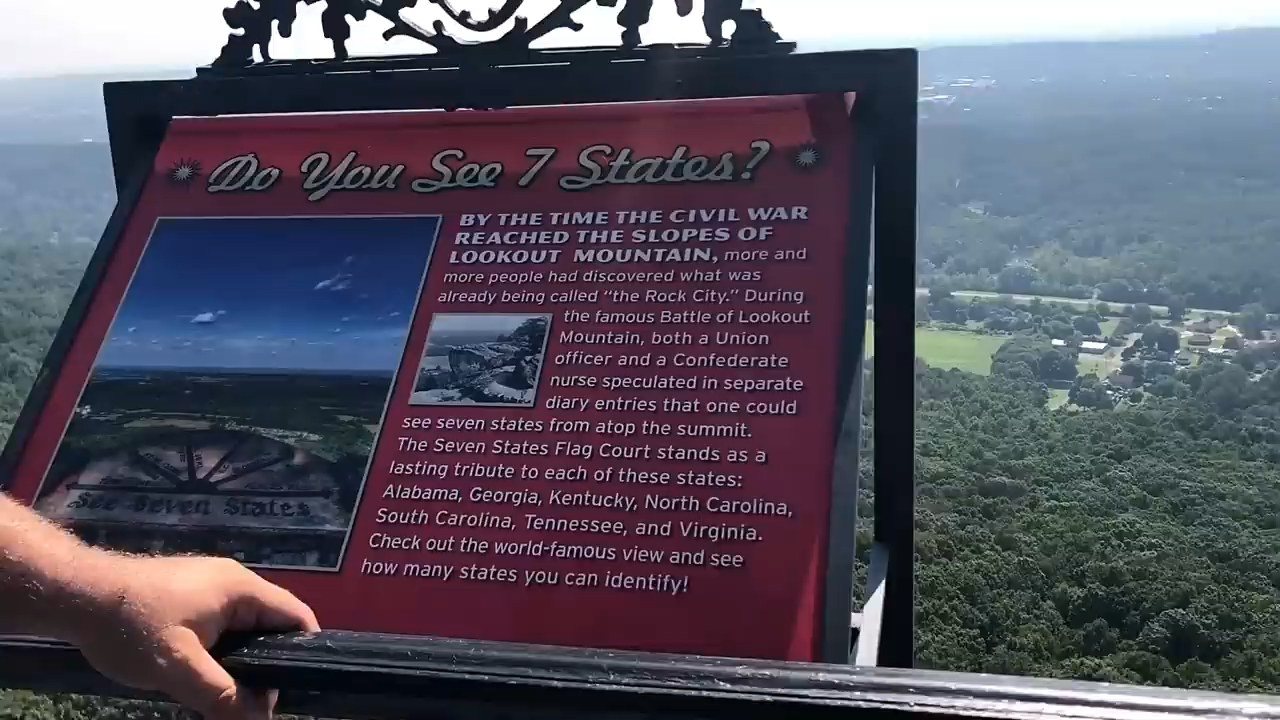 Do You See 7 States?
BY THE TIME THE CIVIL WAR
REACHED THE SLOPES OF
LOOKOUT MOUNTAIN, more and
more people had discovered what was
already being called “the Rock City.” During
the famous Battle of Lookout
Mountain, both a Union
officer and a Confederate
nurse speculated in separate
diary entries that one could
see seven states from atop the summit.
The Seven States Flag Court stands as a
lasting tribute to each of these states:
Alabama, Georgia, Kentucky, North Carolina,
South Carolina, Tennessee, and Virginia.
Check out the world-famous view and see
how many states you can identify!
See Seven States